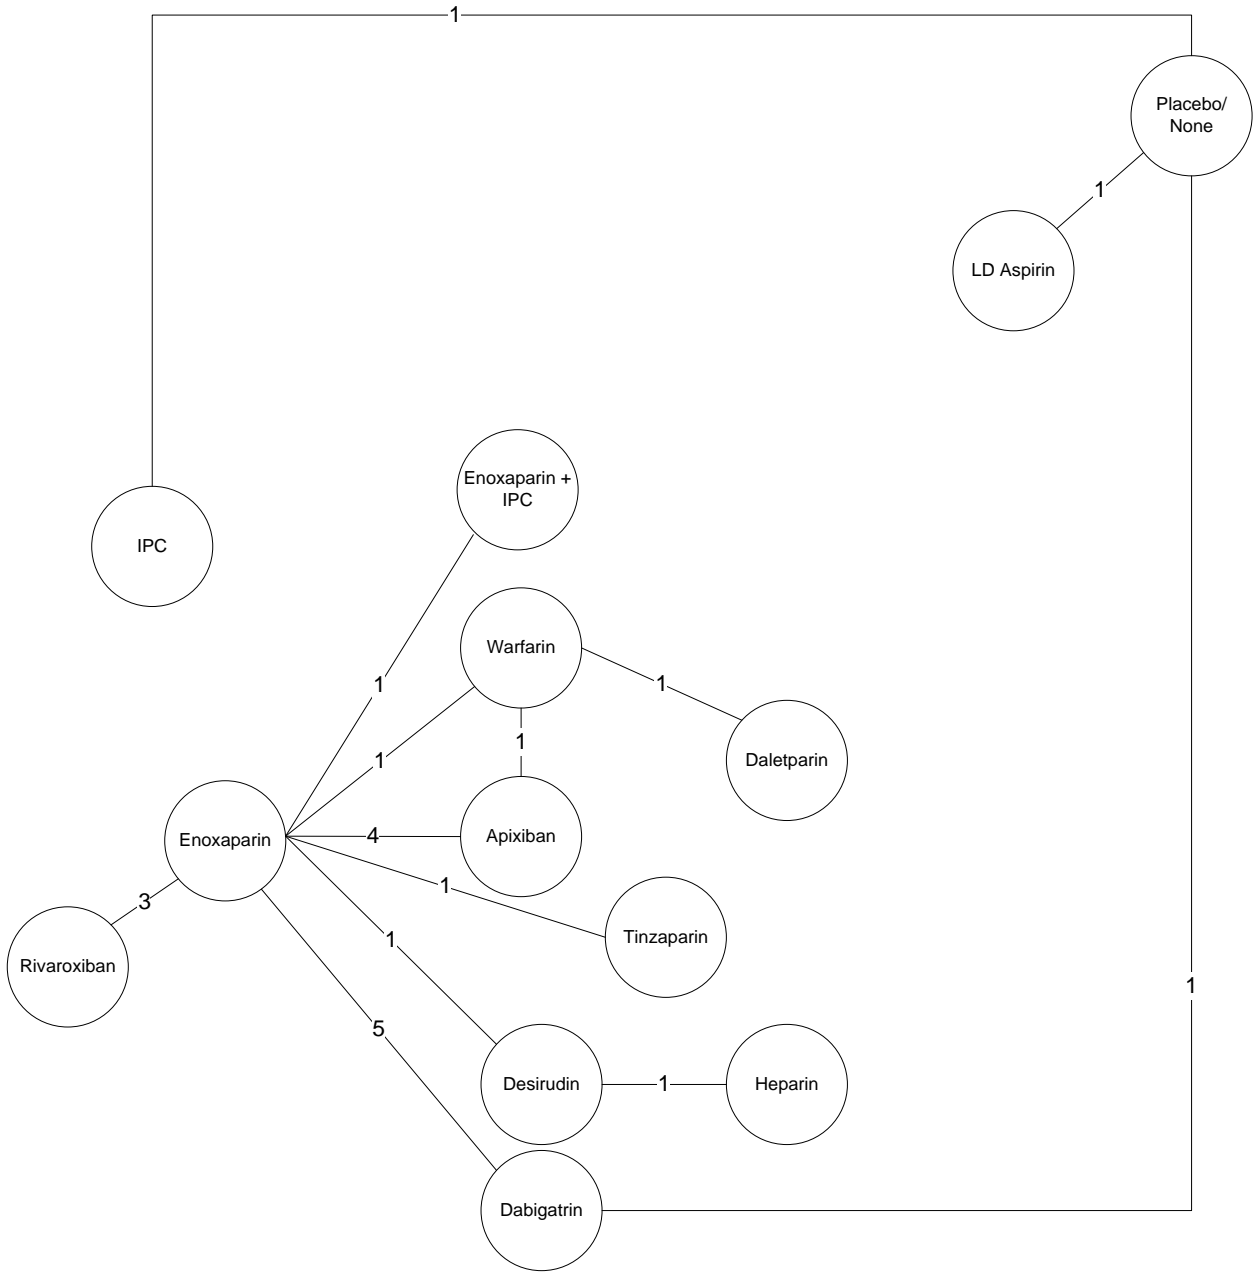 1
Placebo/
None
1
LD Aspirin
Enoxaparin +
IPC
IPC
Warfarin
1
1
1
1
Daletparin
Enoxaparin
4
Apixiban
1
3
Tinzaparin
1
Rivaroxiban
1
5
Desirudin
1
Heparin
Dabigatrin